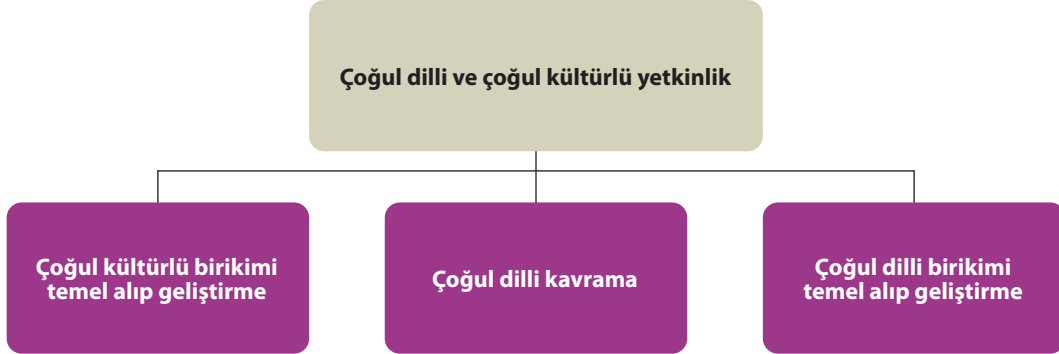 Çoğul dilli ve çoğul kültürlü yetkinlik
Çoğul kültürlü birikimi
temel alıp geliştirme
Çoğul dilli kavrama
Çoğul dilli birikimi
temel alıp geliştirme